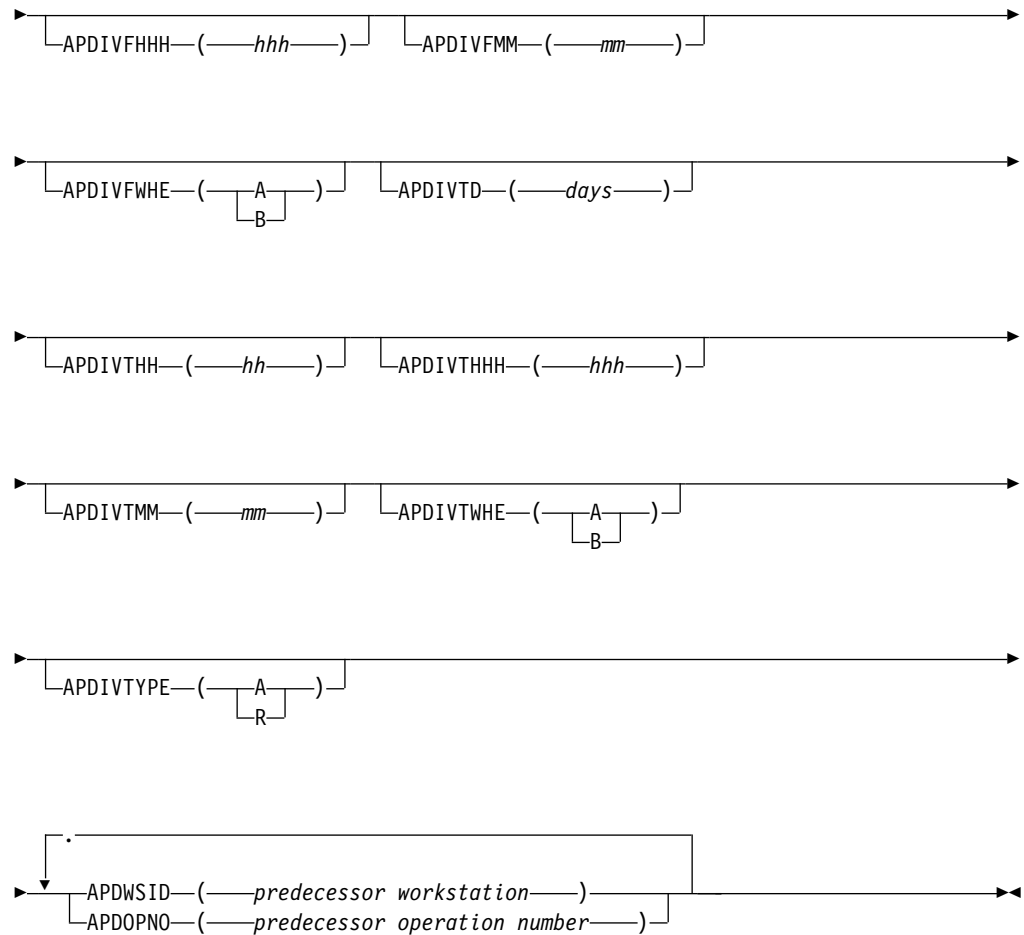 APDIVFHHH ( hhh ) APDIVFMM ( mm )
APDIVFWHE ( A ) APDIVTD ( days )
B
APDIVTHH ( hh ) APDIVTHHH ( hhh )
APDIVTMM ( mm ) APDIVTWHE ( A )
B
APDIVTYPE ( A )
R
.
APDWSID ( predecessor workstation )
APDOPNO ( predecessor operation number )